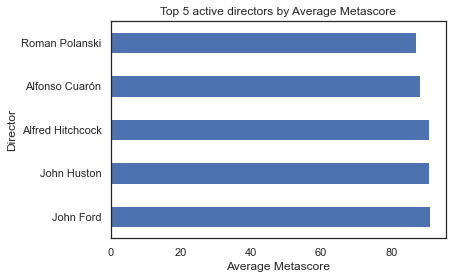 Top 5 active directors by Average Metascore
Roman Polanski
Alfonso Cuarón
Alfred Hitchcock
John Huston
John Ford
Director
0 20 40 60 80
Average Metascore